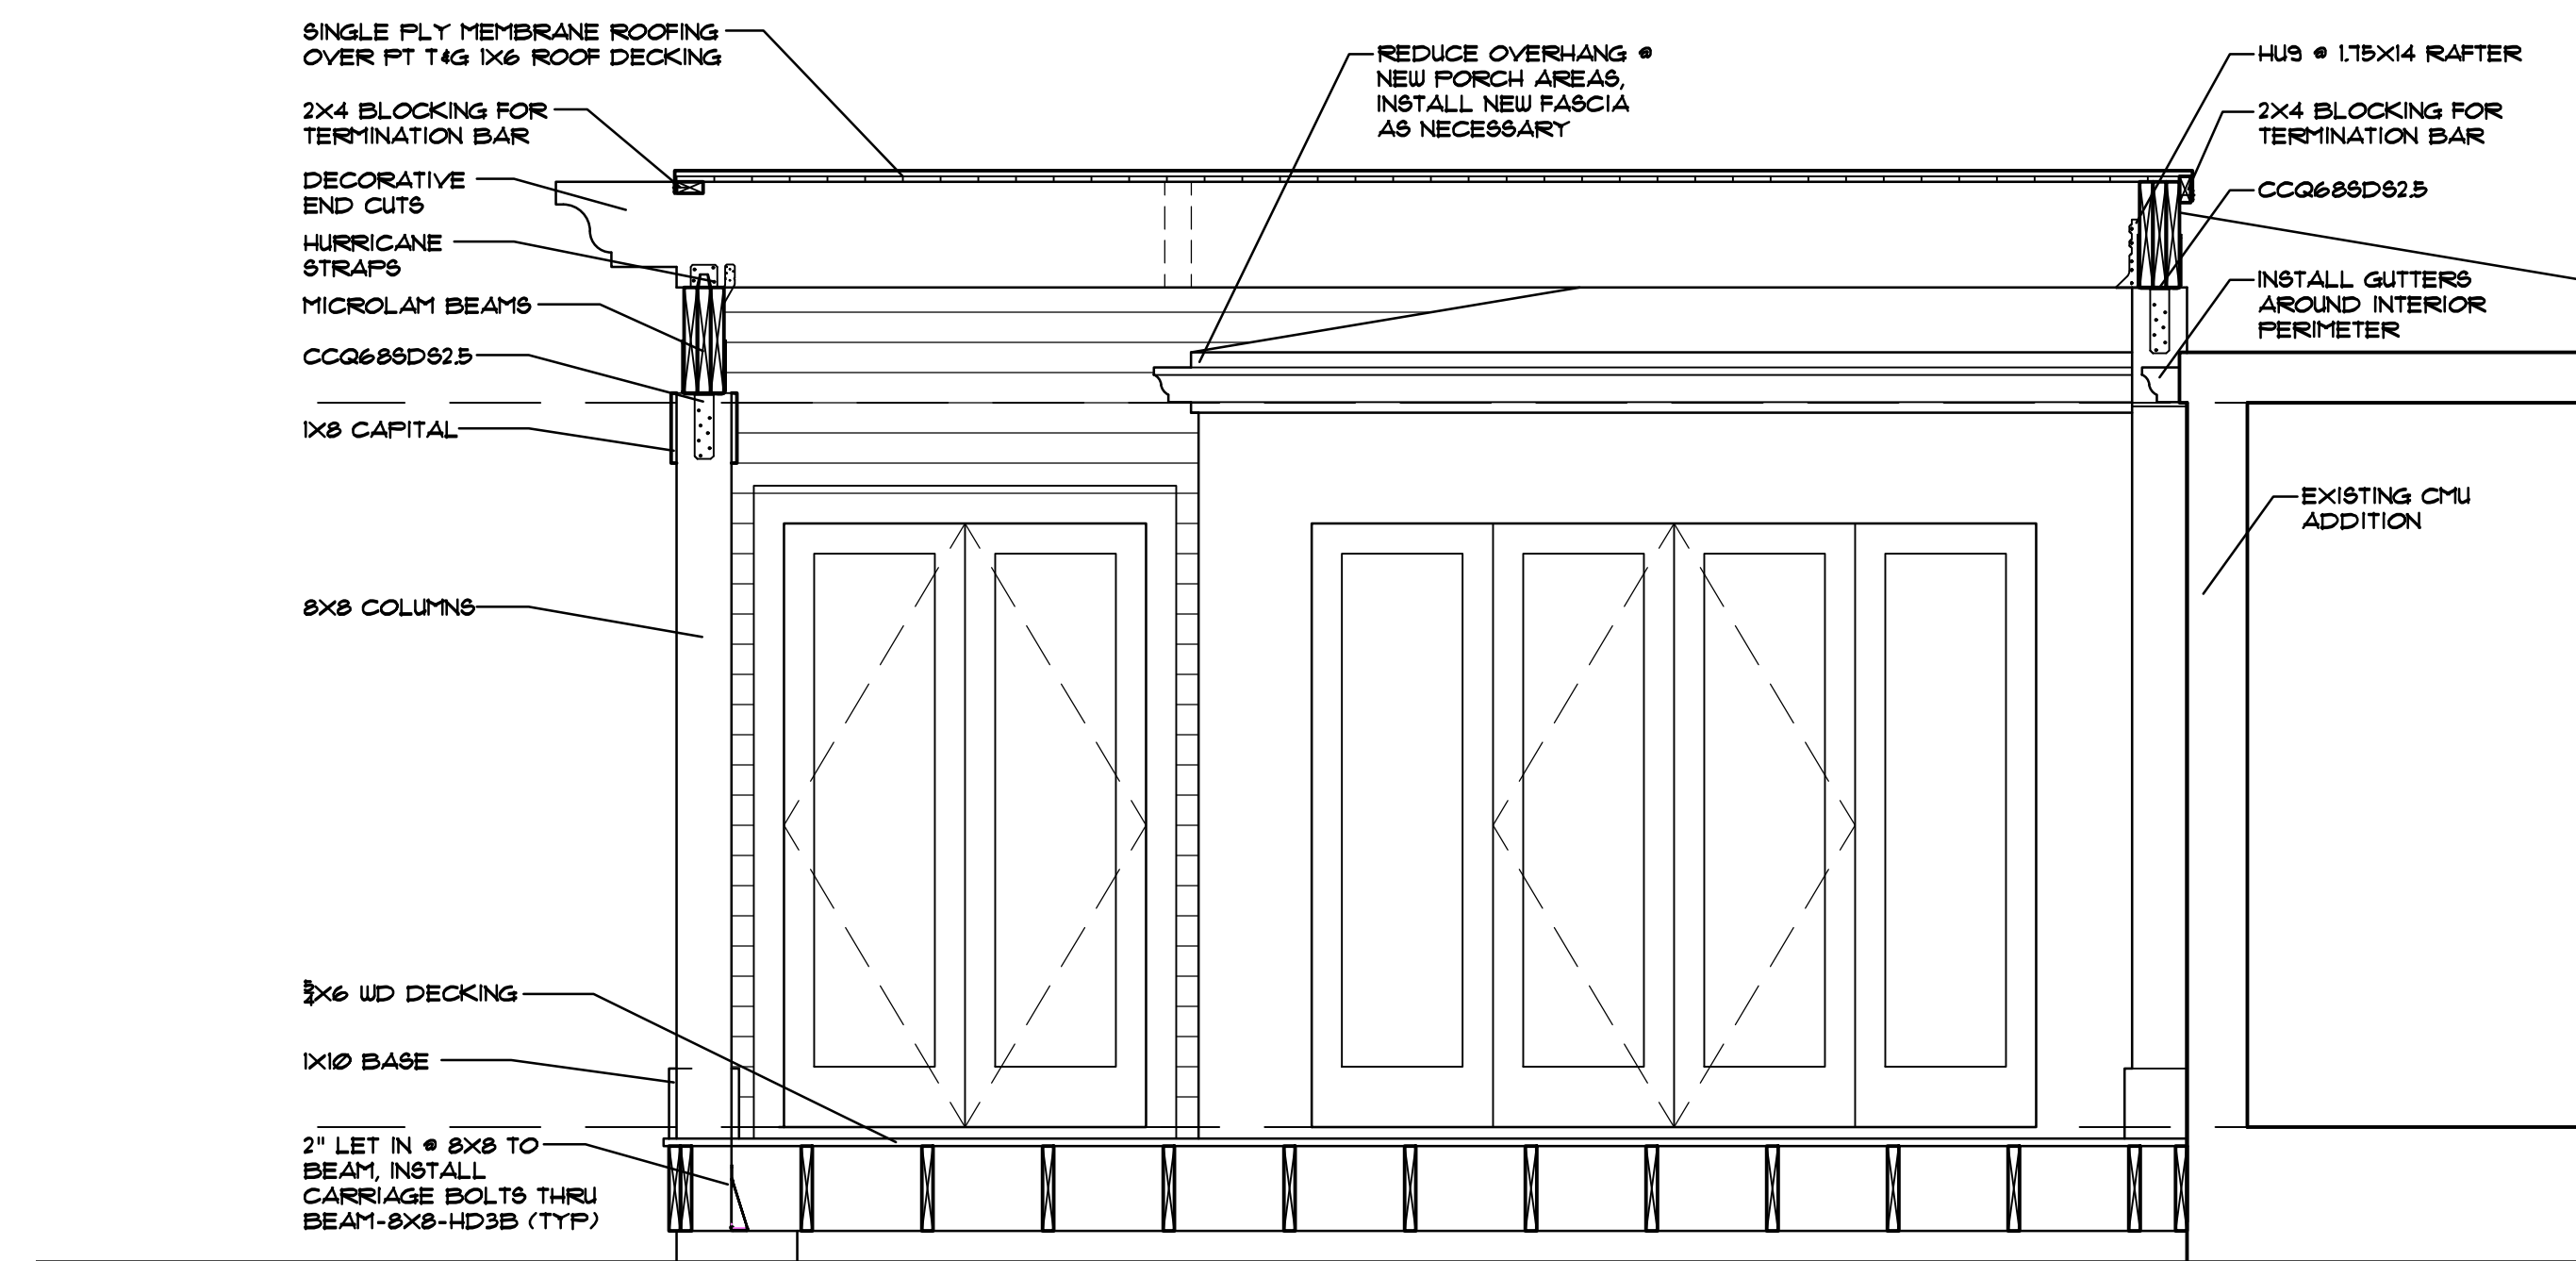 SINGLE PLY MEMBRANE ROOFING
OVER PT T&G 1X6 ROOF DECKING
2X4 BLOCKING FOR
TERMINATION BAR
DECORATIVE
END CUTS
HURRICANE
STRAPS
MICROLAM BEAMS
CCQ68SDS2.5
1X8 CAPITAL
8X8 COLUMNS
5/4X6 WD DECKING
1X10 BASE
2" LET IN @ 8X8 TO
BEAM, INSTALL
CARRIAGE BOLTS THRU
BEAM-8X8-HD3B (TYP)
REDUCE OVERHANG @
NEW PORCH AREAS,
INSTALL NEW FASCIA
AS NECESSARY
HU9 @ 1.75X14 RAFTER
2X4 BLOCKING FOR
TERMINATION BAR
CCQ68SDS2.5
INSTALL GUTTERS
AROUND INTERIOR
PERIMETER
EXISTING CMU
ADDITION